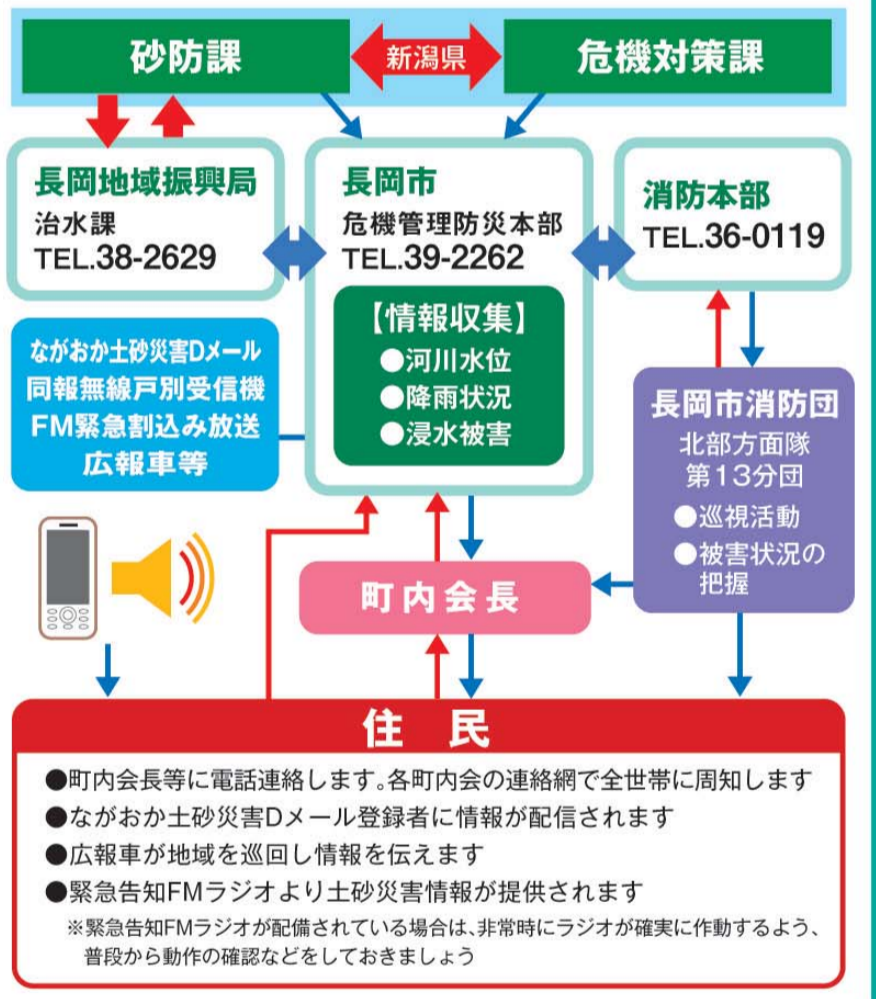 砂防課
新潟県
危機対策課
長岡地域振興局
治水課
TEL.38-2629
長岡市
危機管理防災本部
TEL.39-2262
【情報収集】
●河川水位
●降雨状況
●浸水被害
消防本部
TEL.36-0119
ながおか土砂災害Dメール
同報無線戸別受信機
FM緊急割込み放送
広報車等
長岡市消防団
北部方面隊
第13分団
●巡視活動
●被害状況の
把握
町内会長
住民
●町内会長等に電話連絡します。各町内会の連絡網で全世帯に周知します
●ながおか土砂災害Dメール登録者に情報が配信されます
●広報車が地域を巡回し情報を伝えます
●緊急告知FMラジオより土砂災害情報が提供されます
※緊急告知FMラジオが配備されている場合は、非常時にラジオが確実に作動するよう、
普段から動作の確認などをしておきましょう